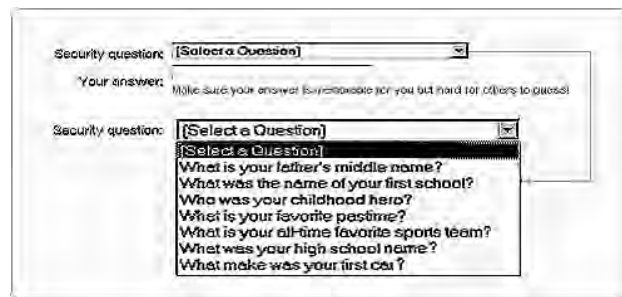 Security question: [Select a Question]
Your answer:
Make sure your answer is memorable for you but hard for others to guess!
Security question: [Select a Question]
[Select a Question]
What is your father's middle name?
What was the name of your first school?
Who was your childhood hero?
What is your favorite pastime?
What is your all-time favorite sports team?
What was your high school name?
What make was your first car?